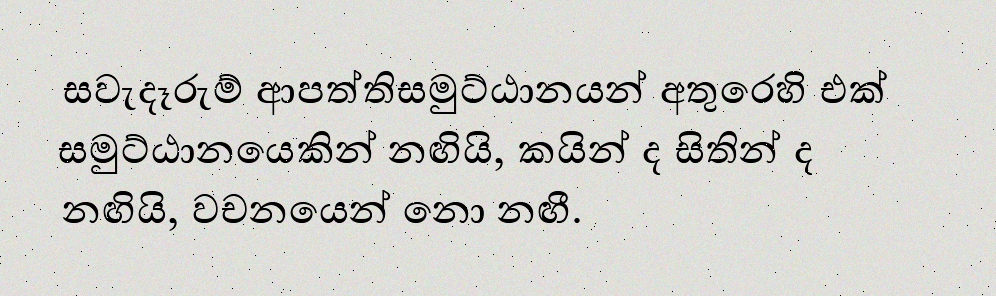 සවැදෑරුම් ආපත්තිසමුට්ඨානයන් අතුරෙහි එක්
සමුට්ඨානයෙකින් නඟියි, කයින් ද සිතින් ද
නඟියි, වචනයෙන් නො නඟී.